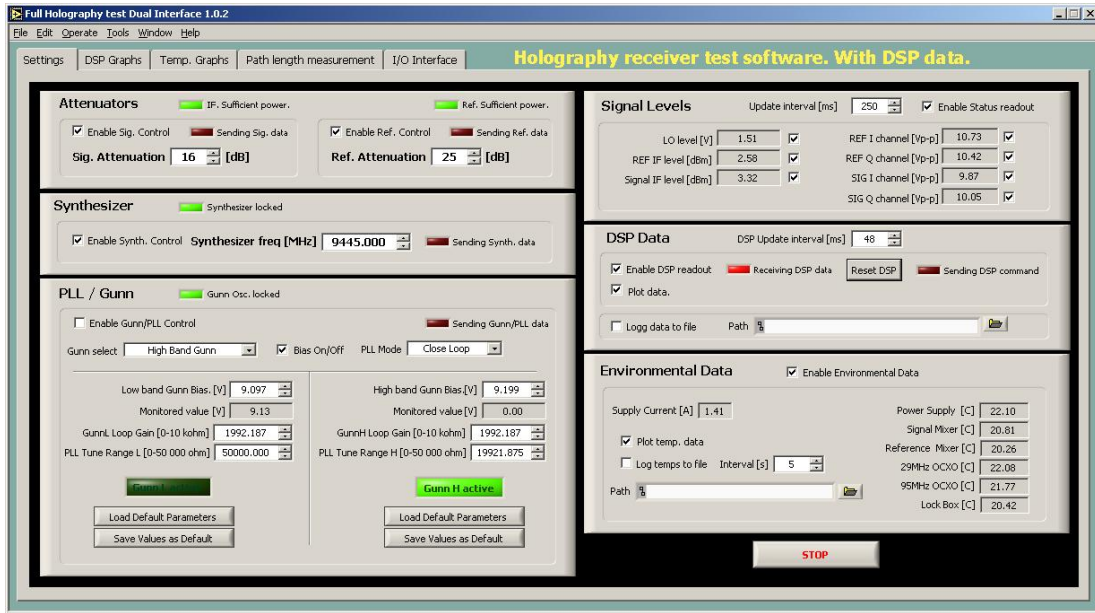 Full Holography test Dual Interface 1.0.2
File Edit Operate Tools Window Help
Settings DSP Graphs Temp. Graphs Path length measurement I/O Interface
Holography receiver test software. With DSP data.
Attenuators IF. Sufficient power. Ref. Sufficient power.
Enable Sig. Control Sending Sig. data Enable Ref. Control Sending Ref. data
Sig. Attenuation 16 [dB] Ref. Attenuation 25 [dB]
Synthesizer Synthesizer locked
Enable Synth. Control Synthesizer freq [MHz] 9445.000 Sending Synth. data
PLL / Gunn Gunn Osc. locked
Enable Gunn/PLL Control Sending Gunn/PLL data
Gunn select High Band Gunn Bias On/Off PLL Mode Close Loop
Low band Gunn Bias. [V] 9.097 High band Gunn Bias.[V] 9.199
Monitored value [V] 9.13 Monitored value [V] 0.00
GunnL Loop Gain [0-10 kohm] 1992.187 GunnH Loop Gain [0-10 kohm] 1992.187
PLL Tune Range L [0-50 000 ohm] 50000.000 PLL Tune Range H [0-50 000 ohm] 19921.875
Gunn L active Gunn H active
Load Default Parameters Load Default Parameters
Save Values as Default Save Values as Default
Signal Levels Update interval [ms] 250 Enable Status readout
LO level [V] 1.51 REF I channel [Vp-p] 10.73
REF IF level [dBm] 2.58 REF Q channel [Vp-p] 10.42
Signal IF level [dBm] 3.32 SIG I channel [Vp-p] 9.87
SIG Q channel [Vp-p] 10.05
DSP Data DSP Update interval [ms] 48
Enable DSP readout Receiving DSP data Reset DSP Sending DSP command
Plot data.
Logg data to file Path
Environmental Data Enable Environmental Data
Supply Current [A] 1.41 Power Supply [C] 22.10
Signal Mixer [C] 20.81
Plot temp. data Reference Mixer [C] 20.26
Log temps to file Interval [s] 5 29MHz OCXO [C] 22.08
Path 95MHz OCXO [C] 21.77
Lock Box [C] 20.42
STOP